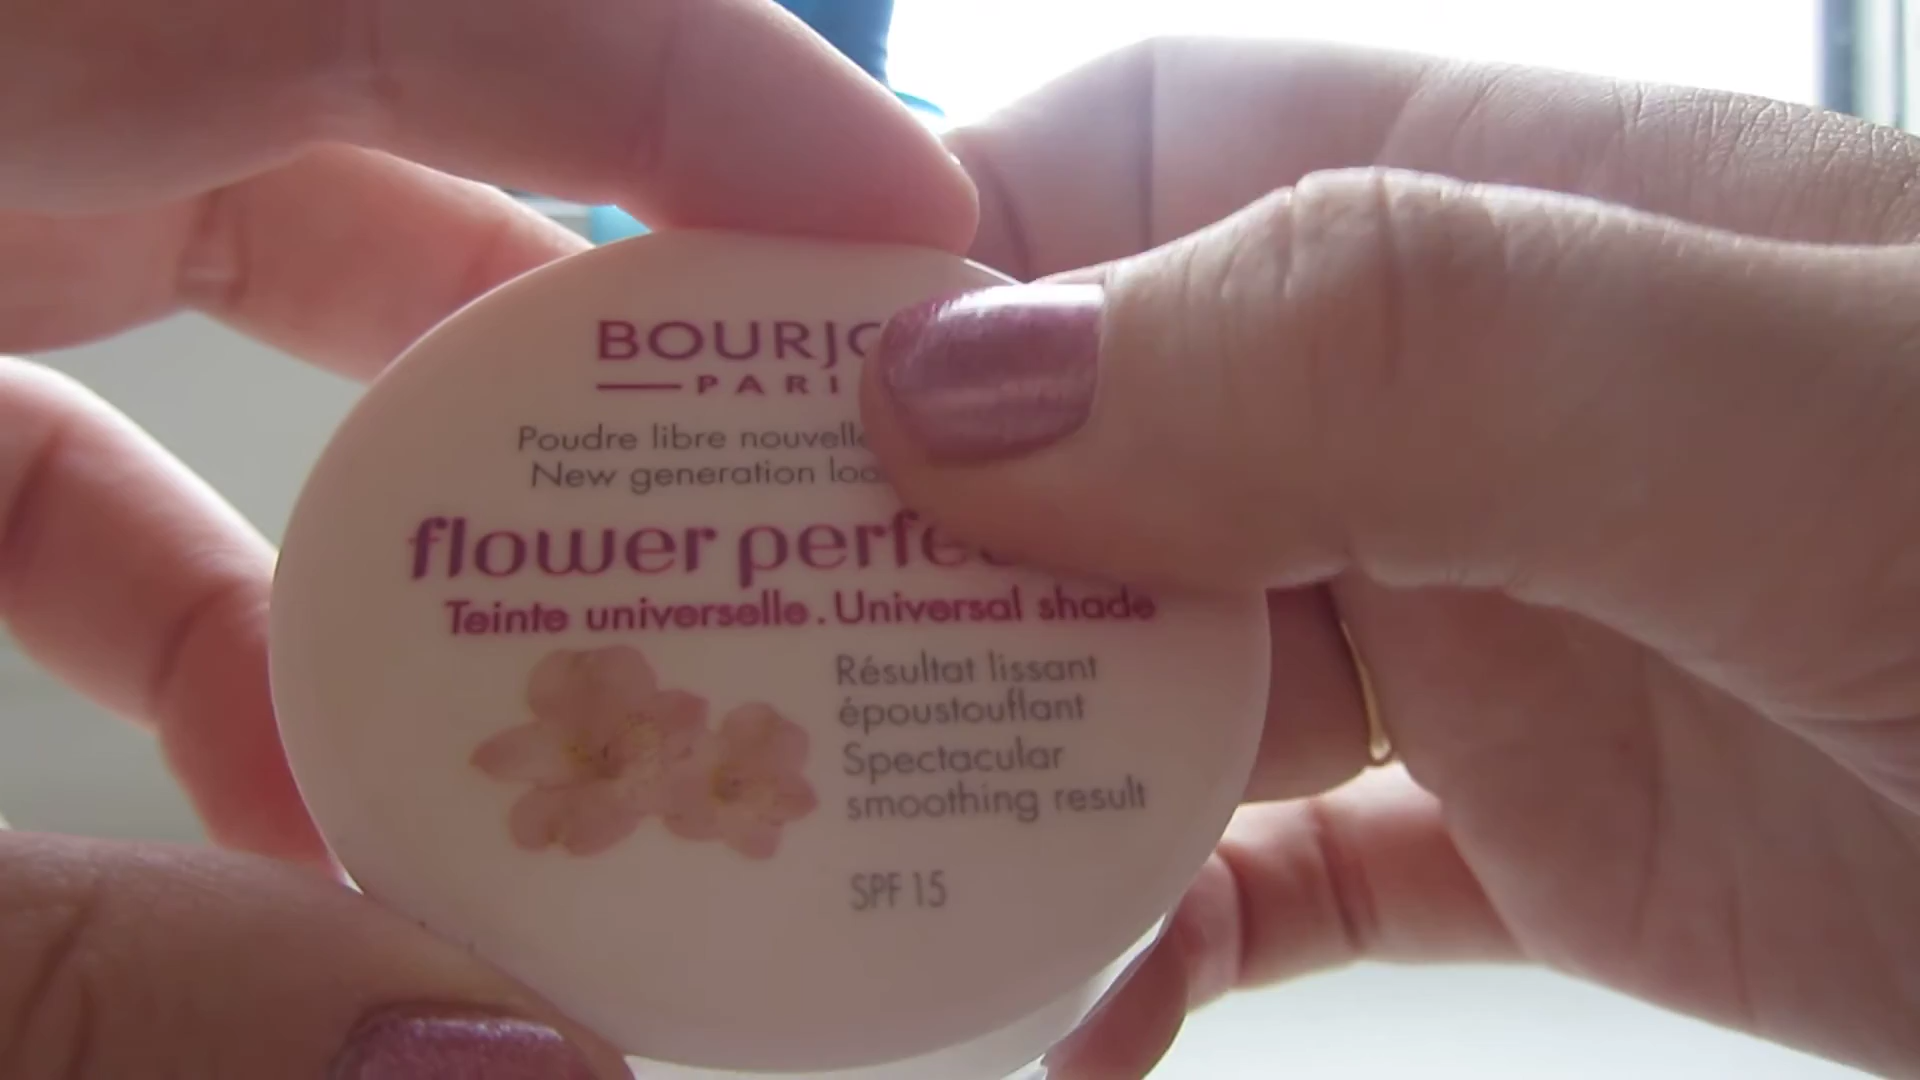 BOURJO
PARI
Poudre libre nouvelle
New generation loo
flower perfe
Teinte universelle. Universal shade
Résultat lissant
époustouflant
Spectacular
smoothing result
SPF 15